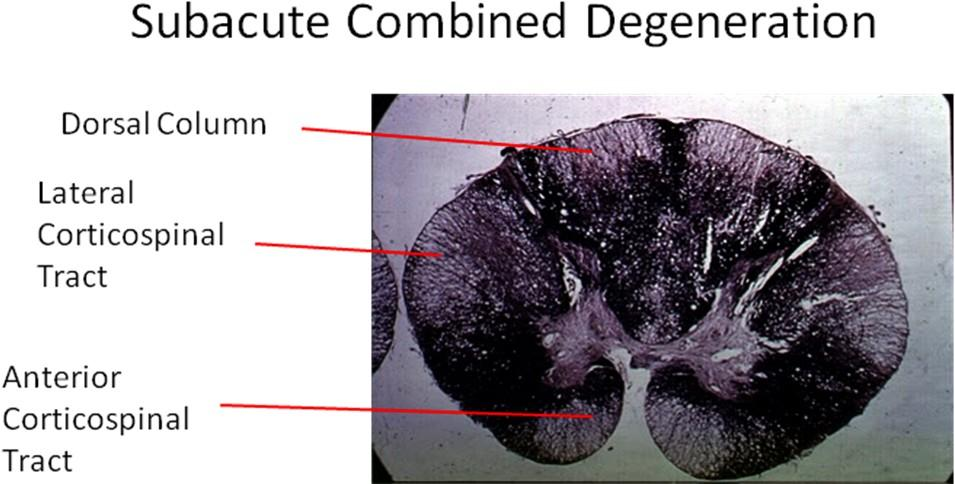 Subacute Combined Degeneration
Dorsal Column
Lateral
Corticospinal
Tract
Anterior
Corticospinal
Tract